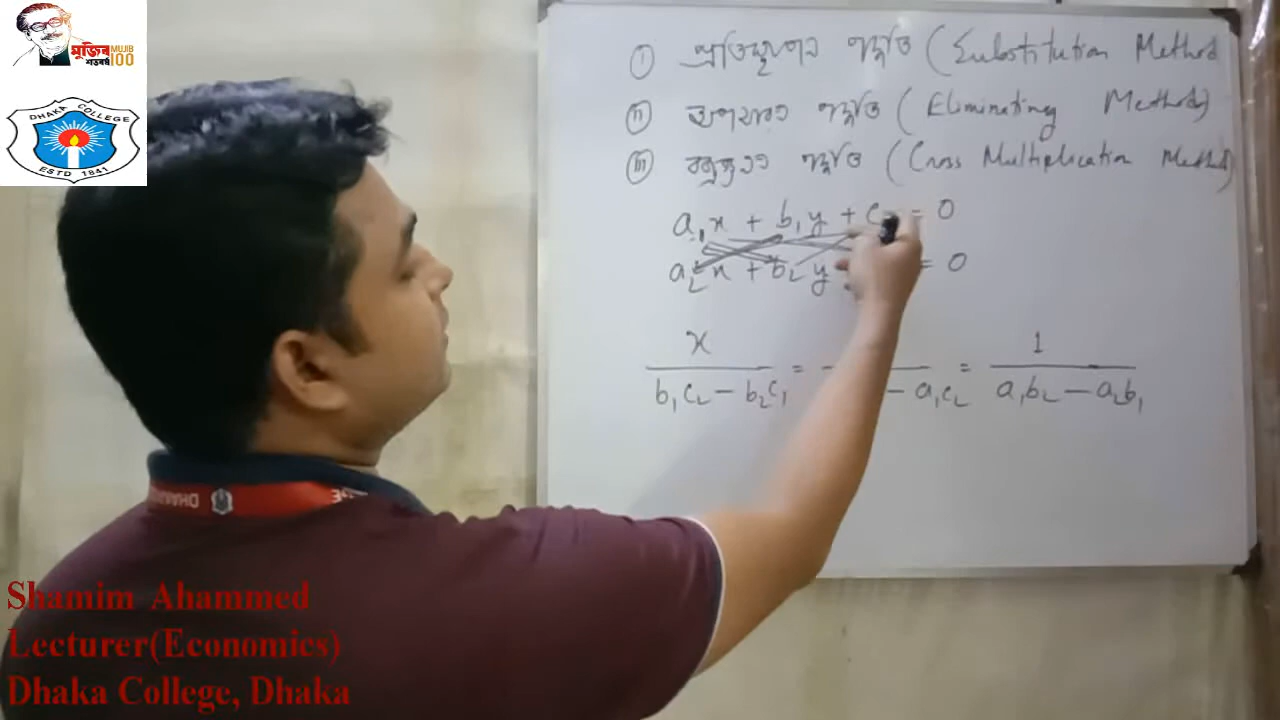 মুজিব MUJIB
শতবর্ষ 100
DHAKA COLLEGE
ESTD 1841
(i) প্রতিস্থাপন পদ্ধতি (Substitution Method
(ii) অপনয়ন পদ্ধতি (Eliminating Method)
(iii) বজ্রগুণন পদ্ধতি (Cross Multiplication Method)
a₁x + b₁y + c = 0
a₂x + b₂y = 0
x / (b₁c₂ − b₂c₁) = − a₁c₂ = 1 / (a₁b₂ − a₂b₁)
Shamim Ahammed
Lecturer(Economics)
Dhaka College, Dhaka